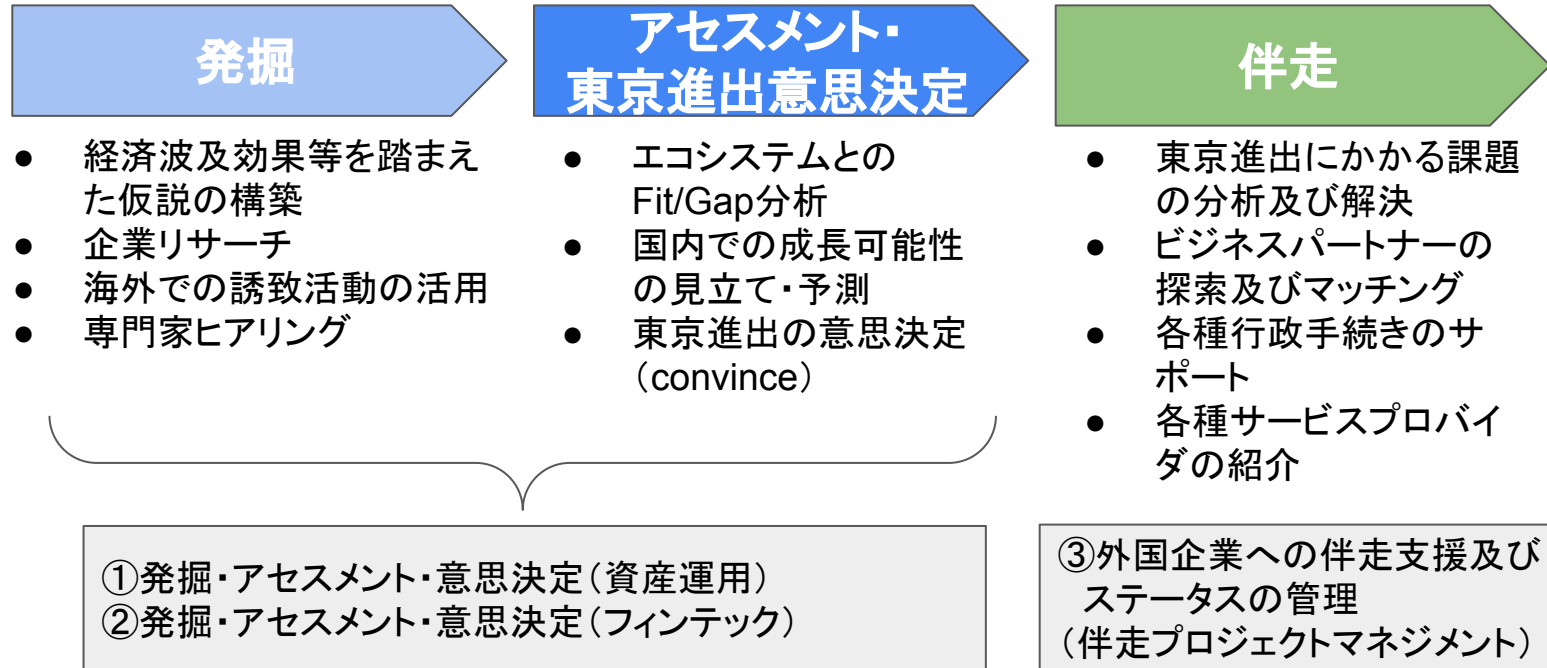 発掘
アセスメント・
東京進出意思決定
伴走
● 経済波及効果等を踏まえ
た仮説の構築
● 企業リサーチ
● 海外での誘致活動の活用
● 専門家ヒアリング
● エコシステムとの
Fit/Gap分析
● 国内での成長可能性
の見立て・予測
● 東京進出の意思決定
（convince）
● 東京進出にかかる課題
の分析及び解決
● ビジネスパートナーの
探索及びマッチング
● 各種行政手続きのサ
ポート
● 各種サービスプロバイ
ダの紹介
①発掘・アセスメント・意思決定（資産運用）
②発掘・アセスメント・意思決定（フィンテック）
③外国企業への伴走支援及び
ステータスの管理
（伴走プロジェクトマネジメント）